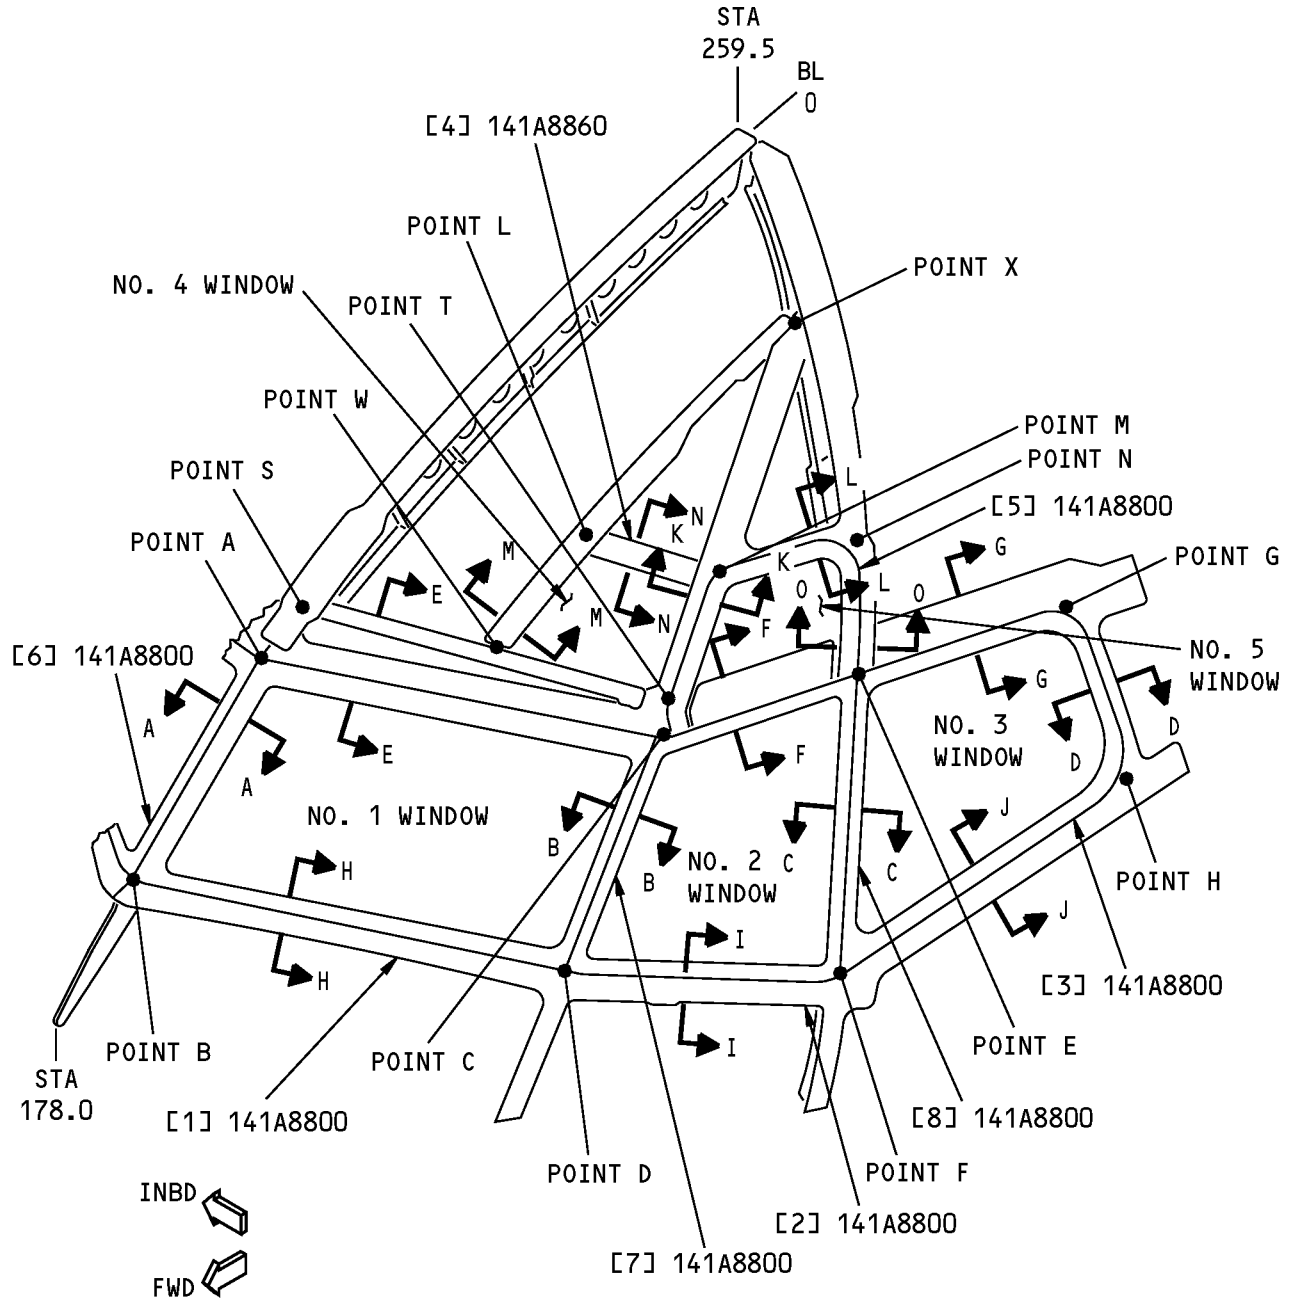 STA
259.5
BL
0
[4] 141A8860
POINT L
POINT X
NO. 4 WINDOW
POINT T
POINT W
POINT M
POINT N
POINT S
L
[5] 141A8800
N
K
POINT A
M
G
POINT G
K
E
L
O
O
M
N
F
[6] 141A8800
NO. 5
WINDOW
G
A
D
NO. 3
WINDOW
E
F
D
A
NO. 1 WINDOW
J
B
NO. 2
WINDOW
C
H
B
C
POINT H
J
I
H
[3] 141A8800
POINT B
POINT C
I
POINT E
STA
178.0
[1] 141A8800
[8] 141A8800
POINT D
POINT F
INBD
[2] 141A8800
[7] 141A8800
FWD